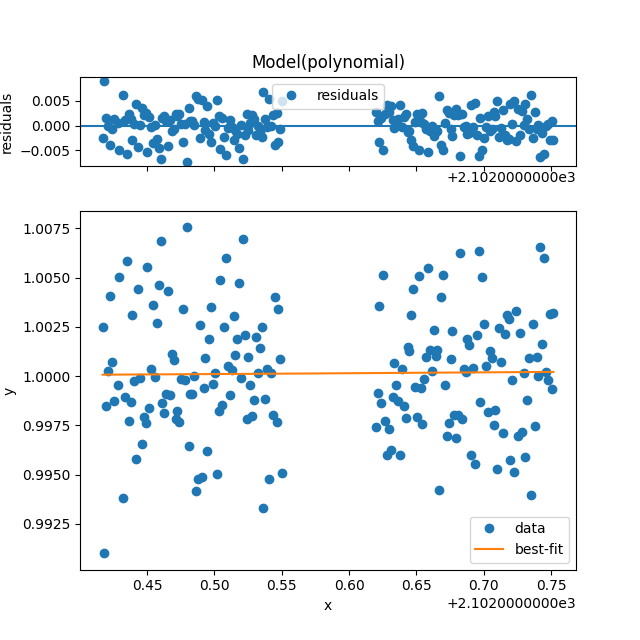 Model(polynomial)
residuals
0.005
0.000
−0.005
residuals
+2.1020000000e3
y
1.0075
1.0050
1.0025
1.0000
0.9975
0.9950
0.9925
data
best-fit
0.45
0.50
0.55
0.60
0.65
0.70
0.75
x
+2.1020000000e3